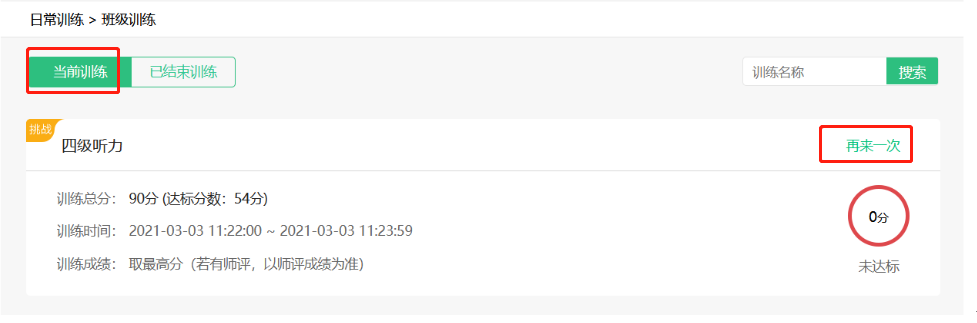 日常训练 > 班级训练
当前训练 已结束训练 训练名称 搜索
挑战
四级听力 再来一次
训练总分： 90分 (达标分数：54分)
训练时间： 2021-03-03 11:22:00 ~ 2021-03-03 11:23:59
0分
训练成绩： 取最高分（若有师评，以师评成绩为准）
未达标